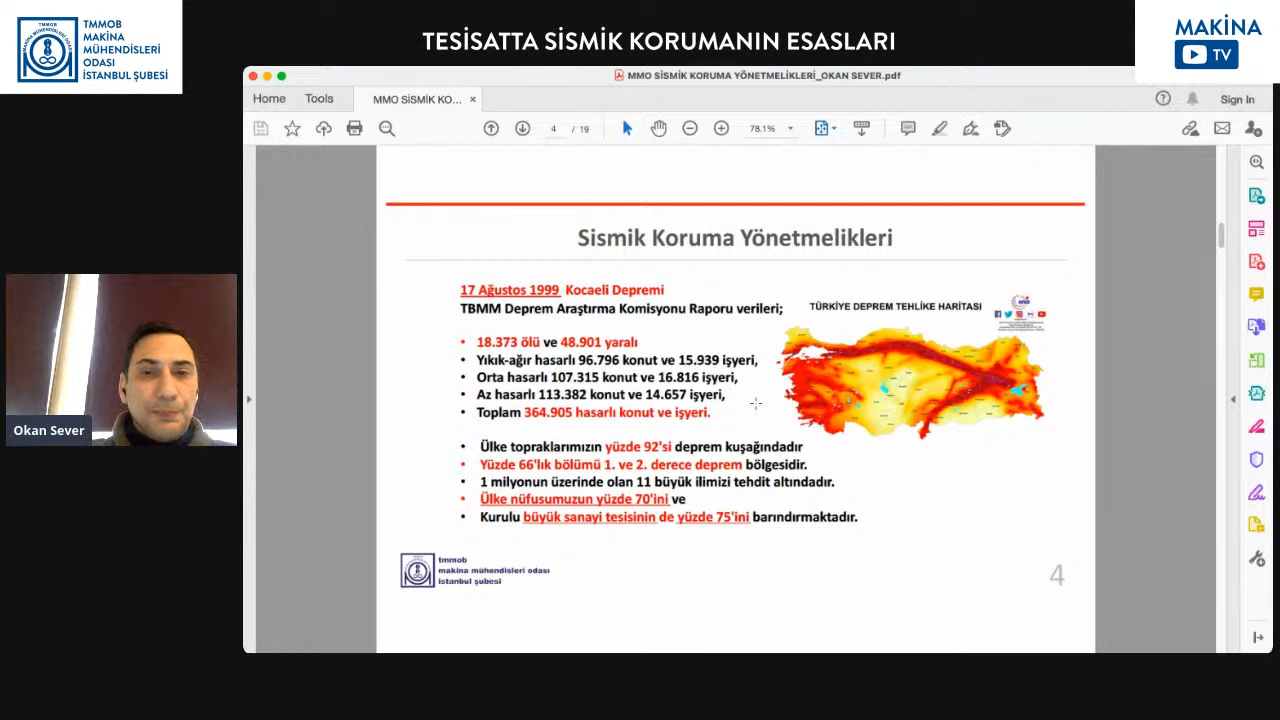 TMMOB
MAKİNA
MÜHENDİSLERİ
ODASI
İSTANBUL ŞUBESİ
TESİSATTA SİSMİK KORUMANIN ESASLARI
MAKİNA
TV
MMO SİSMİK KORUMA YÖNETMELİKLERİ_OKAN SEVER.pdf
Home Tools MMO SİSMİK KO... × Sign In
4 / 19 78.1%
Sismik Koruma Yönetmelikleri
17 Ağustos 1999 Kocaeli Depremi
TBMM Deprem Araştırma Komisyonu Raporu verileri;
TÜRKİYE DEPREM TEHLİKE HARİTASI
• 18.373 ölü ve 48.901 yaralı
• Yıkık-ağır hasarlı 96.796 konut ve 15.939 işyeri,
• Orta hasarlı 107.315 konut ve 16.816 işyeri,
• Az hasarlı 113.382 konut ve 14.657 işyeri,
• Toplam 364.905 hasarlı konut ve işyeri.
• Ülke topraklarımızın yüzde 92'si deprem kuşağındadır
• Yüzde 66'lık bölümü 1. ve 2. derece deprem bölgesidir.
• 1 milyonun üzerinde olan 11 büyük ilimizi tehdit altındadır.
• Ülke nüfusumuzun yüzde 70'ini ve
• Kurulu büyük sanayi tesisinin de yüzde 75'ini barındırmaktadır.
tmmob
makina mühendisleri odası
istanbul şubesi
4
Okan Sever